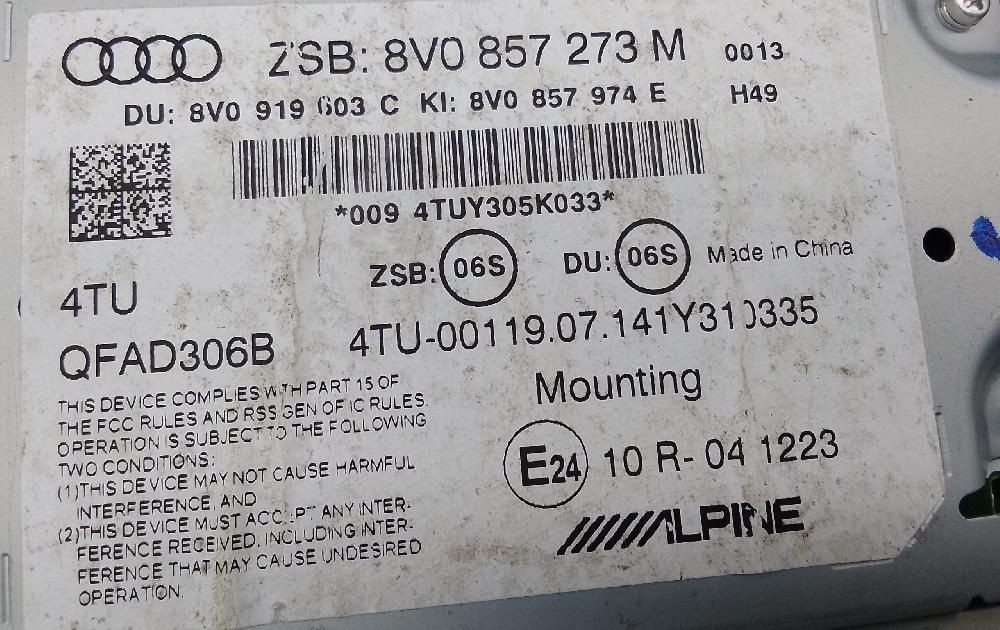 ZSB: 8V0 857 273 M 0013
DU: 8V0 919 603 C KI: 8V0 857 974 E H49
*009 4TUY305K033*
ZSB: 06S DU: 06S Made in China
4TU
4TU-00119.07.141Y310335
QFAD306B
Mounting
THIS DEVICE COMPLIES WITH PART 15 OF
THE FCC RULES AND RSS GEN OF IC RULES.
OPERATION IS SUBJECT TO THE FOLLOWING
TWO CONDITIONS:
(1)THIS DEVICE MAY NOT CAUSE HARMFUL
INTERFERENCE, AND
(2)THIS DEVICE MUST ACCEPT ANY INTER-
FERENCE RECEIVED, INCLUDING INTER-
FERENCE THAT MAY CAUSE UNDESIRED
OPERATION.
E24 10 R- 04 1223
ALPINE